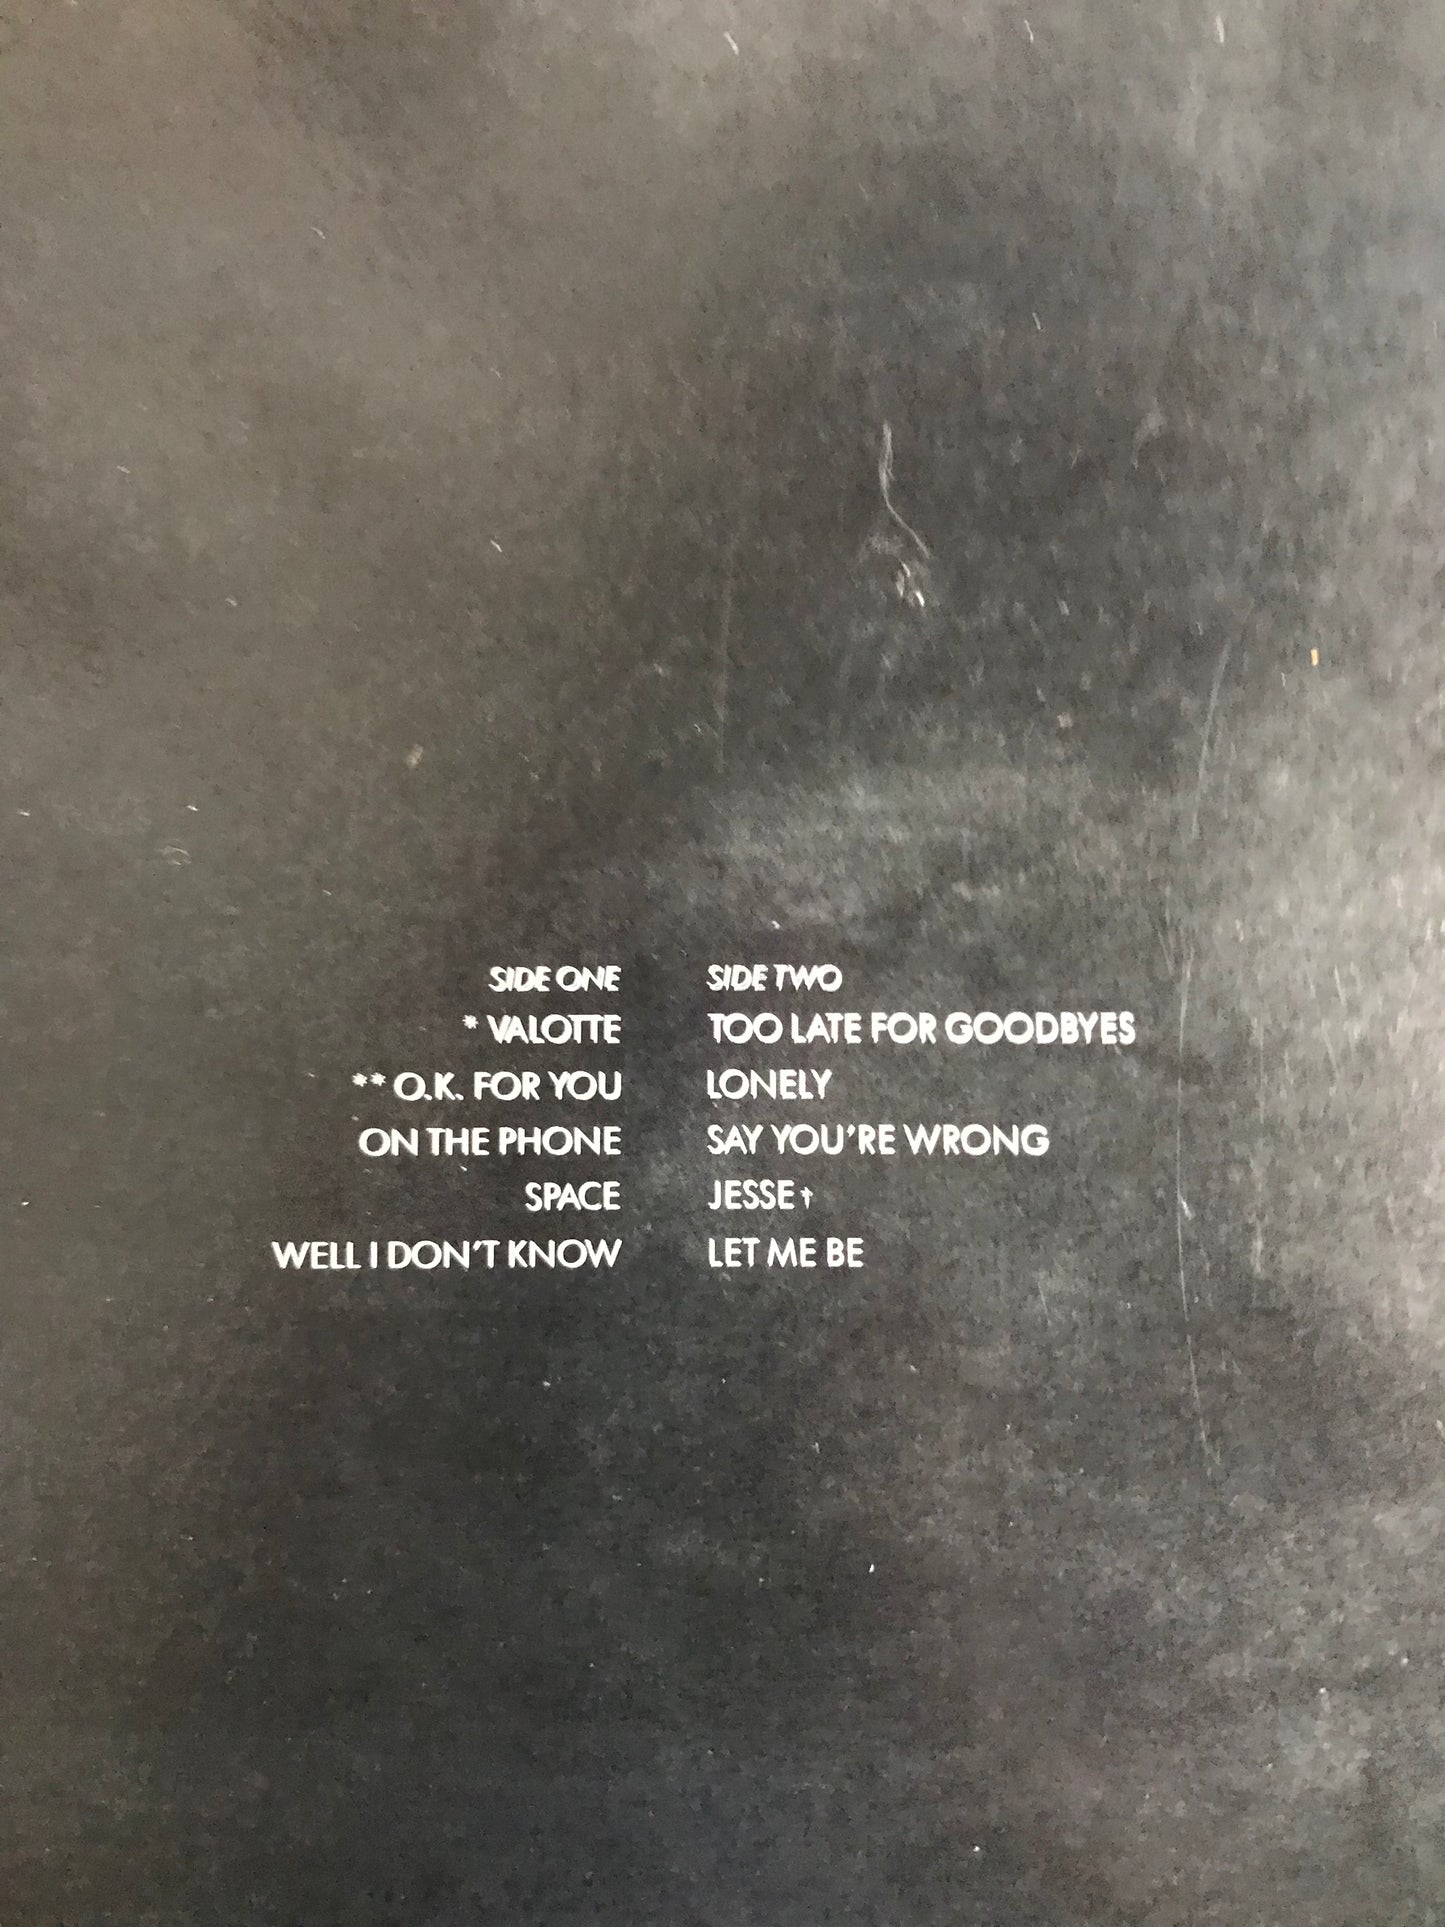 SIDE ONE
* VALOTTE
** O.K. FOR YOU
ON THE PHONE
SPACE
WELL I DON'T KNOW
SIDE TWO
TOO LATE FOR GOODBYES
LONELY
SAY YOU'RE WRONG
JESSE †
LET ME BE